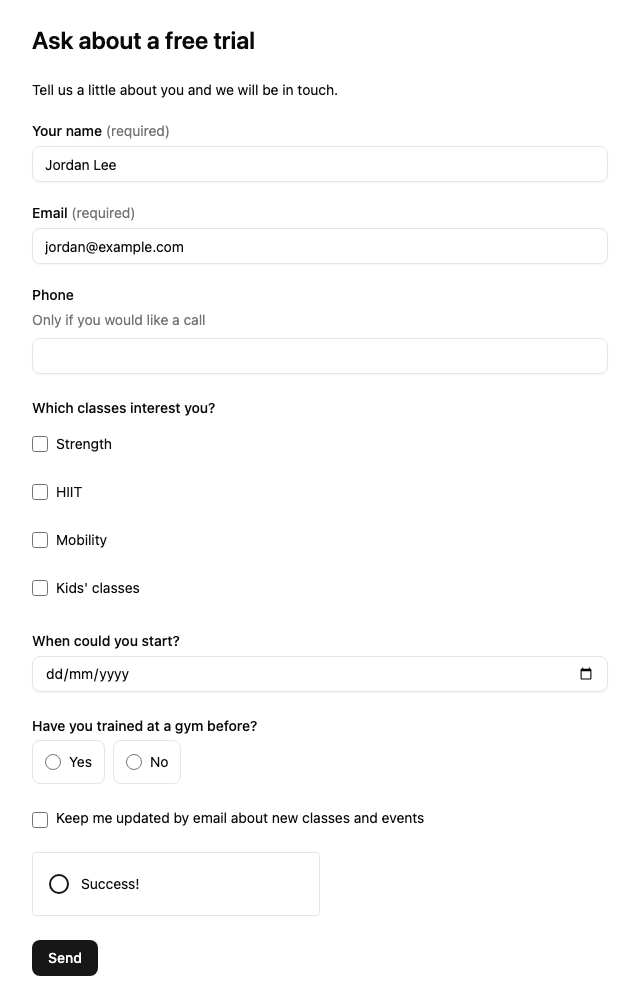 Ask about a free trial
Tell us a little about you and we will be in touch.
Your name (required)
Jordan Lee
Email (required)
jordan@example.com
Phone
Only if you would like a call
Which classes interest you?
Strength
HIIT
Mobility
Kids' classes
When could you start?
dd/mm/yyyy
Have you trained at a gym before?
Yes No
Keep me updated by email about new classes and events
Success!
Send